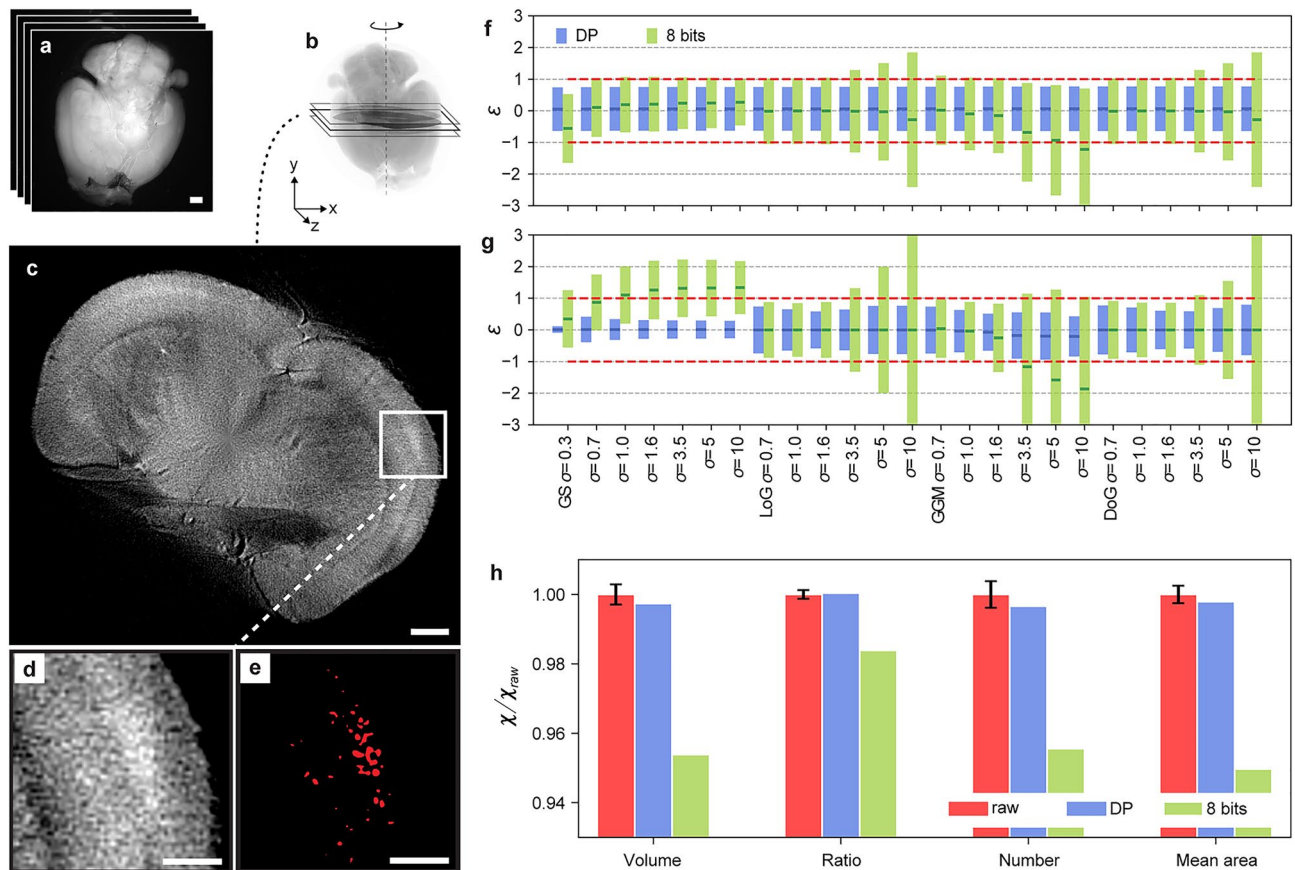 a
b
y
x
z
c
d
e
f
DP
8 bits
3
2
1
0
−1
−2
−3
ε
g
3
2
1
0
−1
−2
−3
ε
GS σ= 0.3
σ= 0.7
σ= 1.0
σ= 1.6
σ= 3.5
σ= 5
σ= 10
LoG σ= 0.7
σ= 1.0
σ= 1.6
σ= 3.5
σ= 5
σ= 10
GGM σ= 0.7
σ= 1.0
σ= 1.6
σ= 3.5
σ= 5
σ= 10
DoG σ= 0.7
σ= 1.0
σ= 1.6
σ= 3.5
σ= 5
σ= 10
h
1.00
0.98
0.96
0.94
χ/χraw
raw
DP
8 bits
Volume
Ratio
Number
Mean area